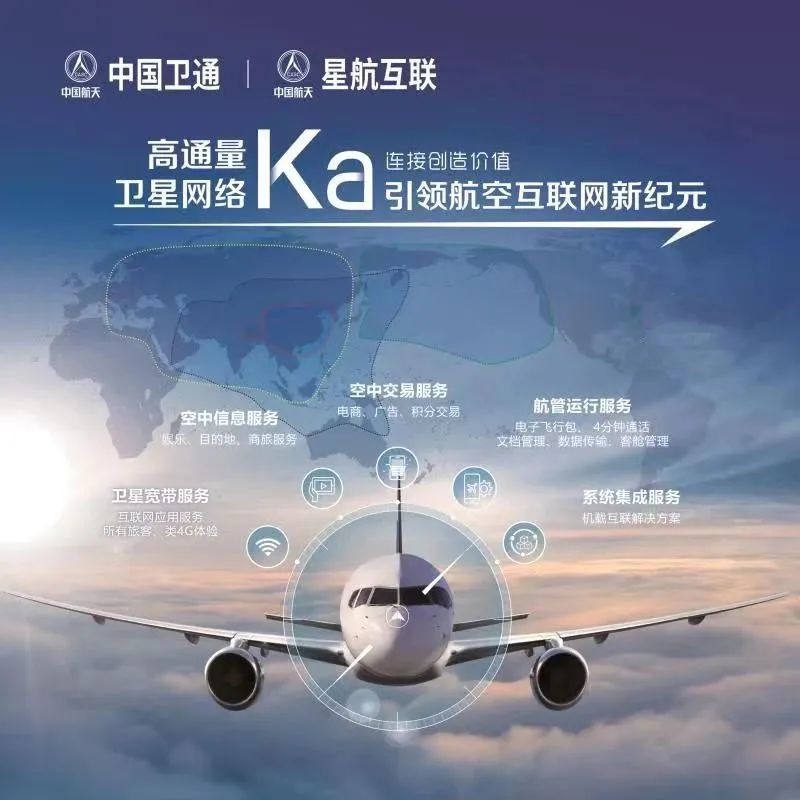 中国航天 中国卫通 | 中国航天 星航互联
高通量
卫星网络
Ka
连接创造价值
引领航空互联网新纪元
空中交易服务
电商、广告、积分交易
空中信息服务
娱乐、目的地、商旅服务
航管运行服务
电子飞行包、4分钟通话
文档管理、数据传输、客舱管理
卫星宽带服务
互联网应用服务
所有旅客、类4G体验
系统集成服务
机载互联解决方案